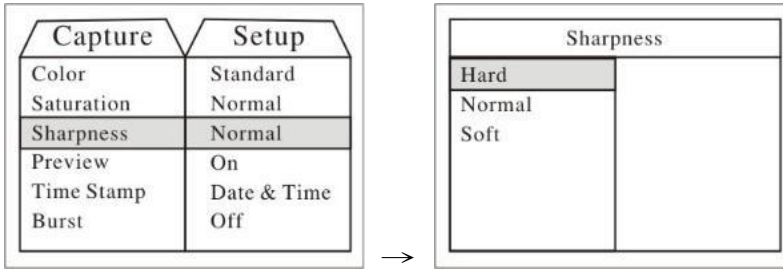 Capture Setup
Color Standard
Saturation Normal
Sharpness Normal
Preview On
Time Stamp Date & Time
Burst Off
→
Sharpness
Hard
Normal
Soft